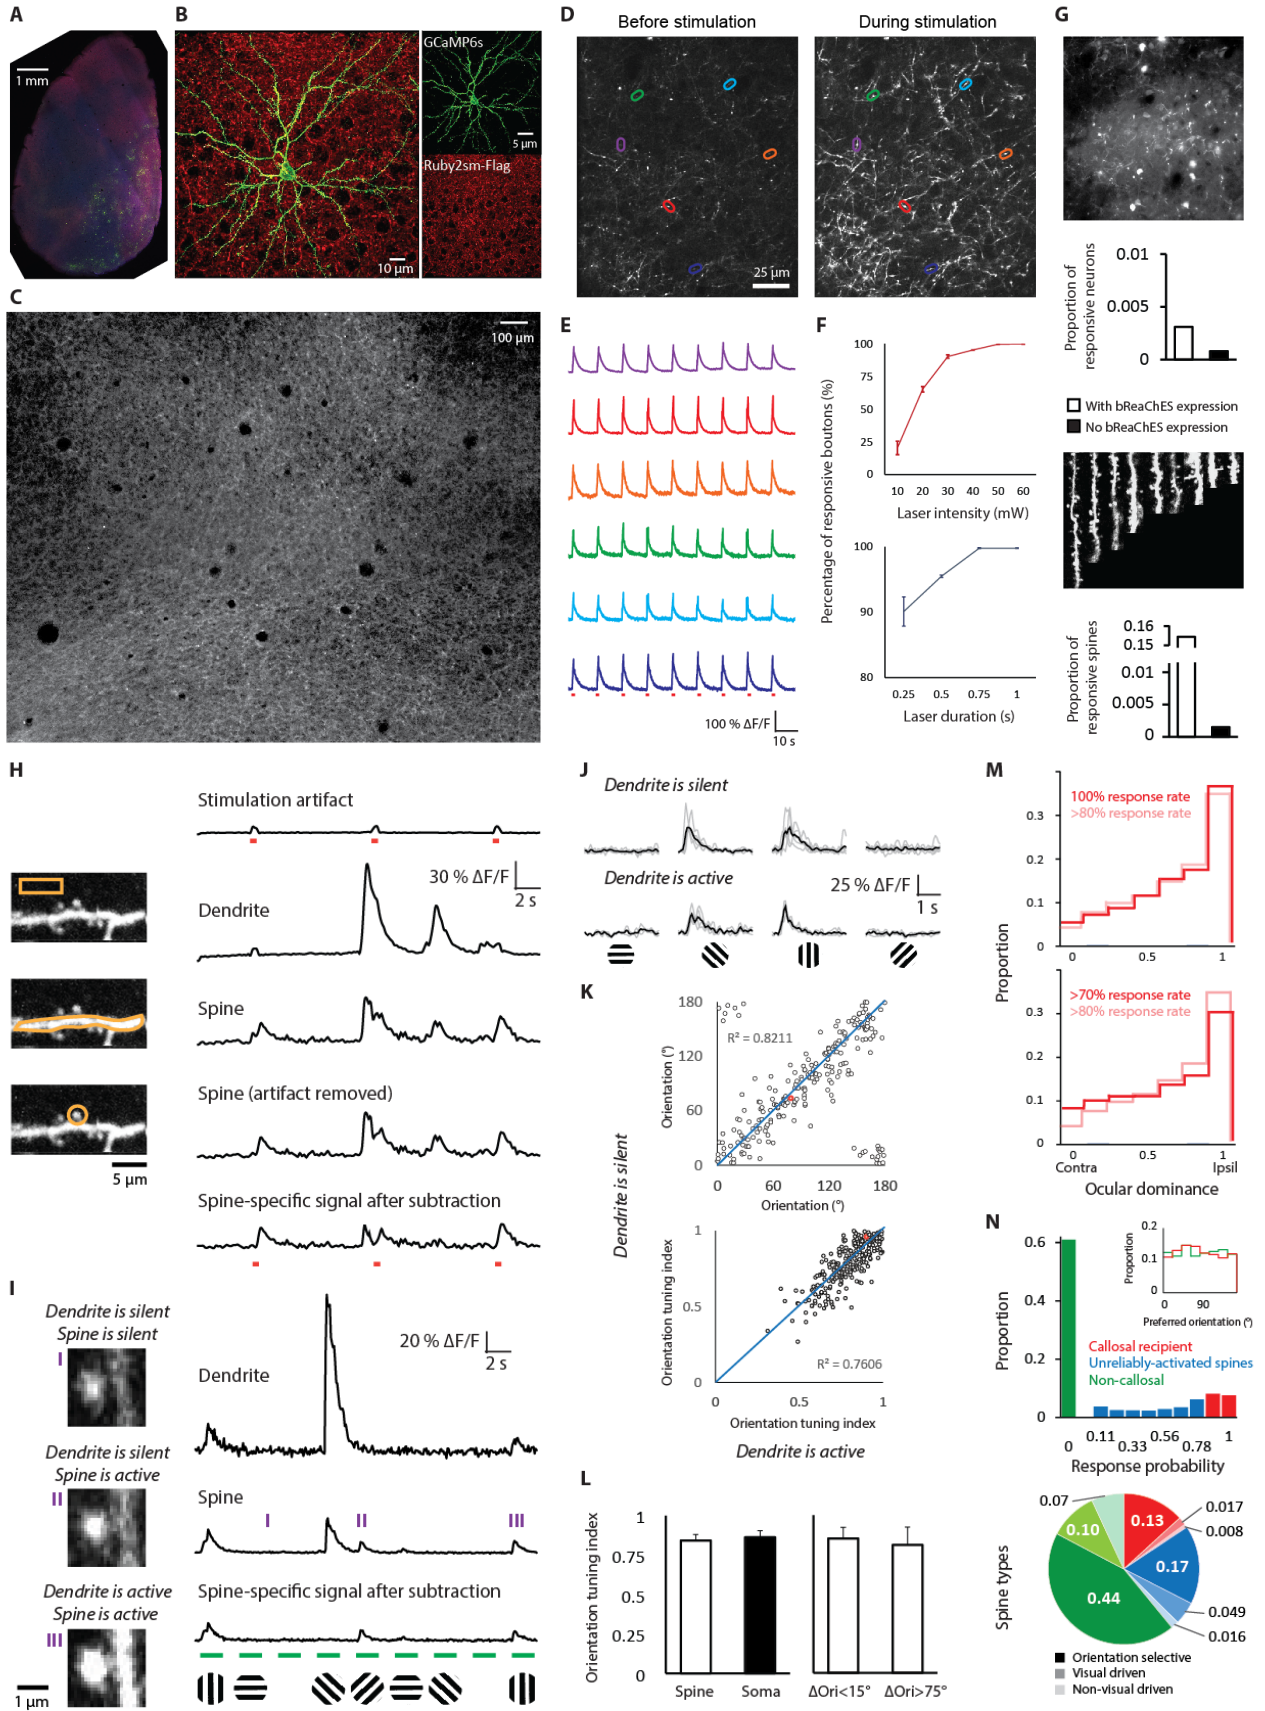 A
1 mm
B
GCaMP6s
5 µm
Ruby2sm-Flag
10 µm
C
100 µm
D
Before stimulation
During stimulation
25 µm
E
100 % ΔF/F
10 s
F
Percentage of responsive boutons (%)
100
75
50
25
0
10 20 30 40 50 60
Laser intensity (mW)
100
90
80
0.25 0.5 0.75 1
Laser duration (s)
G
Proportion of
responsive neurons
0.01
0.005
0
With bReaChES expression
No bReaChES expression
Proportion of
responsive spines
0.16
0.15
0.01
0.005
0
H
Stimulation artifact
30 % ΔF/F
2 s
Dendrite
Spine
Spine (artifact removed)
5 µm
Spine-specific signal after subtraction
I
Dendrite is silent
Spine is silent
I
Dendrite is silent
Spine is active
II
Dendrite is active
Spine is active
III
1 µm
20 % ΔF/F
2 s
Dendrite
Spine
I II III
Spine-specific signal after subtraction
J
Dendrite is silent
Dendrite is active
25 % ΔF/F
1 s
K
Dendrite is silent
Orientation (°)
180
120
60
0
R² = 0.8211
0 60 120 180
Orientation (°)
Orientation tuning index
1
0.5
0
R² = 0.7606
0 0.5 1
Orientation tuning index
Dendrite is active
L
Orientation tuning index
1
0.75
0.5
0.25
0
Spine Soma
ΔOri<15° ΔOri>75°
M
Proportion
100% response rate
>80% response rate
0.3
0.2
0.1
0
0 0.5 1
>70% response rate
>80% response rate
0.3
0.2
0.1
0
0 0.5 1
Contra Ipsil
Ocular dominance
N
Proportion
0.6
0.4
0.2
0
Proportion
0.2
0.1
0
0 90
Preferred orientation (°)
Callosal recipient
Unreliably-activated spines
Non-callosal
0 0.11 0.33 0.56 0.78 1
Response probability
Spine types
0.07
0.10
0.13
0.017
0.008
0.17
0.44
0.049
0.016
Orientation selective
Visual driven
Non-visual driven